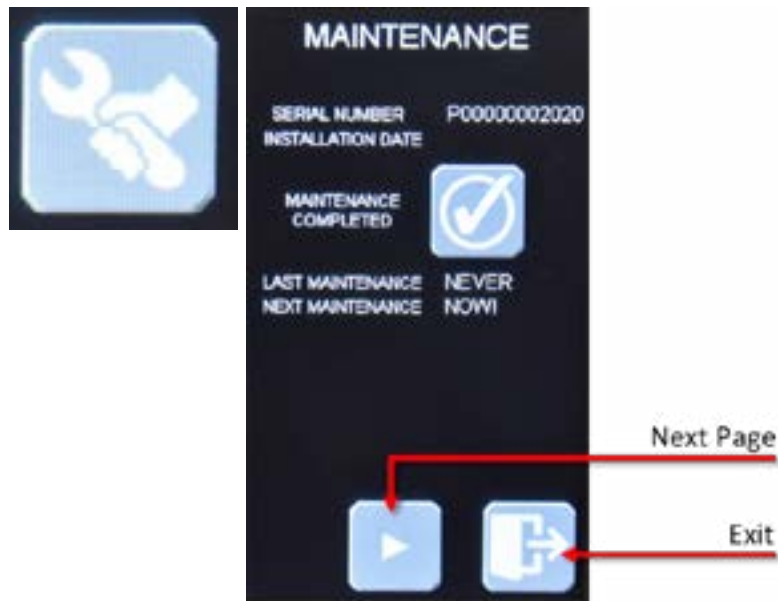 MAINTENANCE
SERIAL NUMBER P00000002020
INSTALLATION DATE
MAINTENANCE
COMPLETED
LAST MAINTENANCE NEVER
NEXT MAINTENANCE NOW!
Next Page
Exit